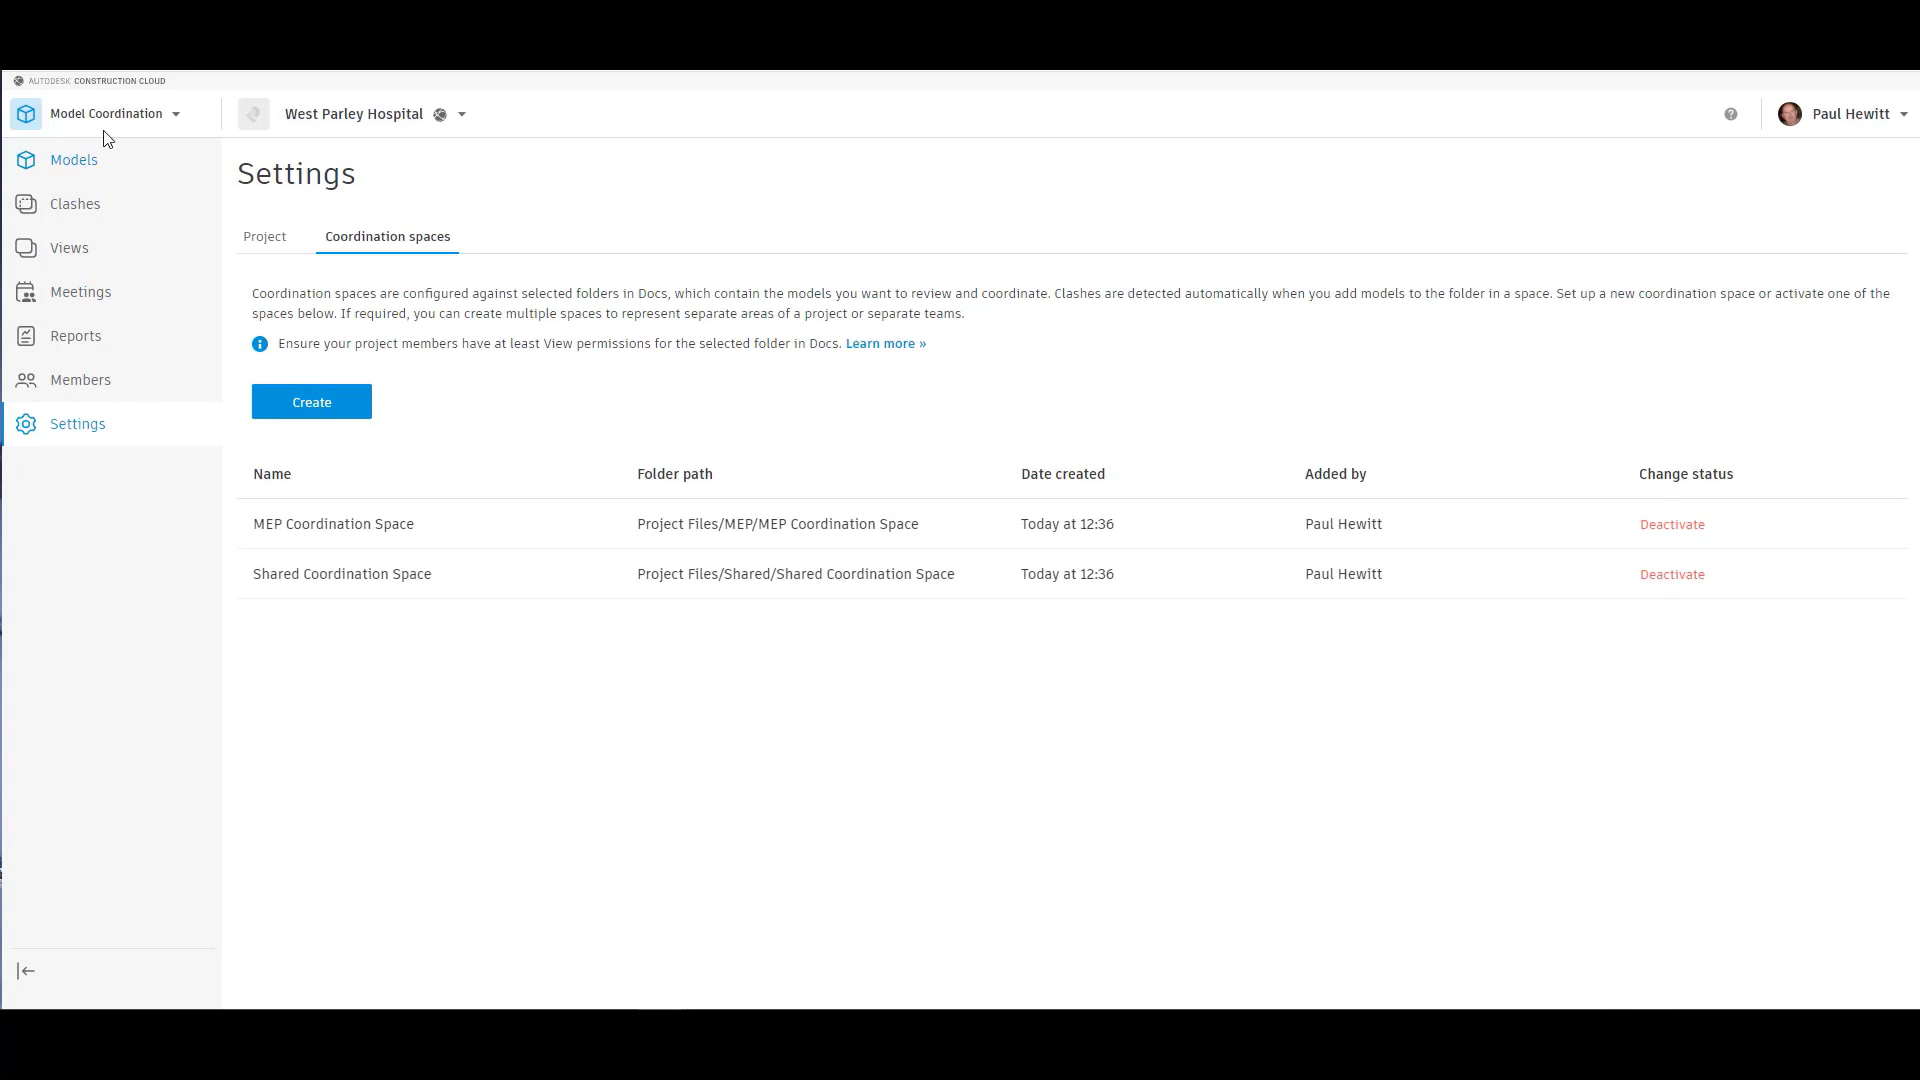 AUTODESK CONSTRUCTION CLOUD
Model Coordination
West Parley Hospital
Paul Hewitt
Models
Clashes
Views
Meetings
Reports
Members
Settings
Settings
Project
Coordination spaces
Coordination spaces are configured against selected folders in Docs, which contain the models you want to review and coordinate. Clashes are detected automatically when you add models to the folder in a space. Set up a new coordination space or activate one of the
spaces below. If required, you can create multiple spaces to represent separate areas of a project or separate teams.
Ensure your project members have at least View permissions for the selected folder in Docs. Learn more »
Create
Name Folder path Date created Added by Change status
MEP Coordination Space Project Files/MEP/MEP Coordination Space Today at 12:36 Paul Hewitt Deactivate
Shared Coordination Space Project Files/Shared/Shared Coordination Space Today at 12:36 Paul Hewitt Deactivate